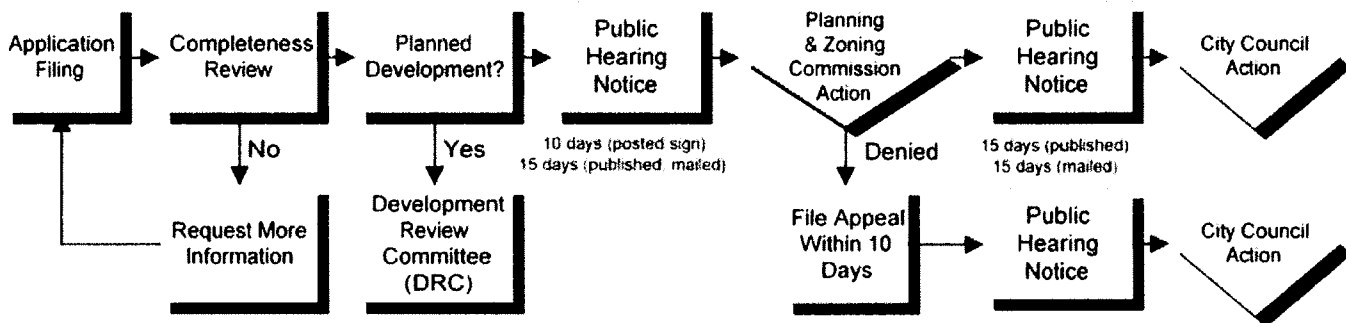 Application
Filing
Completeness
Review
Planned
Development?
Public
Hearing
Notice
Planning
& Zoning
Commission
Action
Public
Hearing
Notice
City Council
Action
No
Yes
10 days (posted sign)
15 days (published, mailed)
Denied
15 days (published)
15 days (mailed)
Request More
Information
Development
Review
Committee
(DRC)
File Appeal
Within 10
Days
Public
Hearing
Notice
City Council
Action